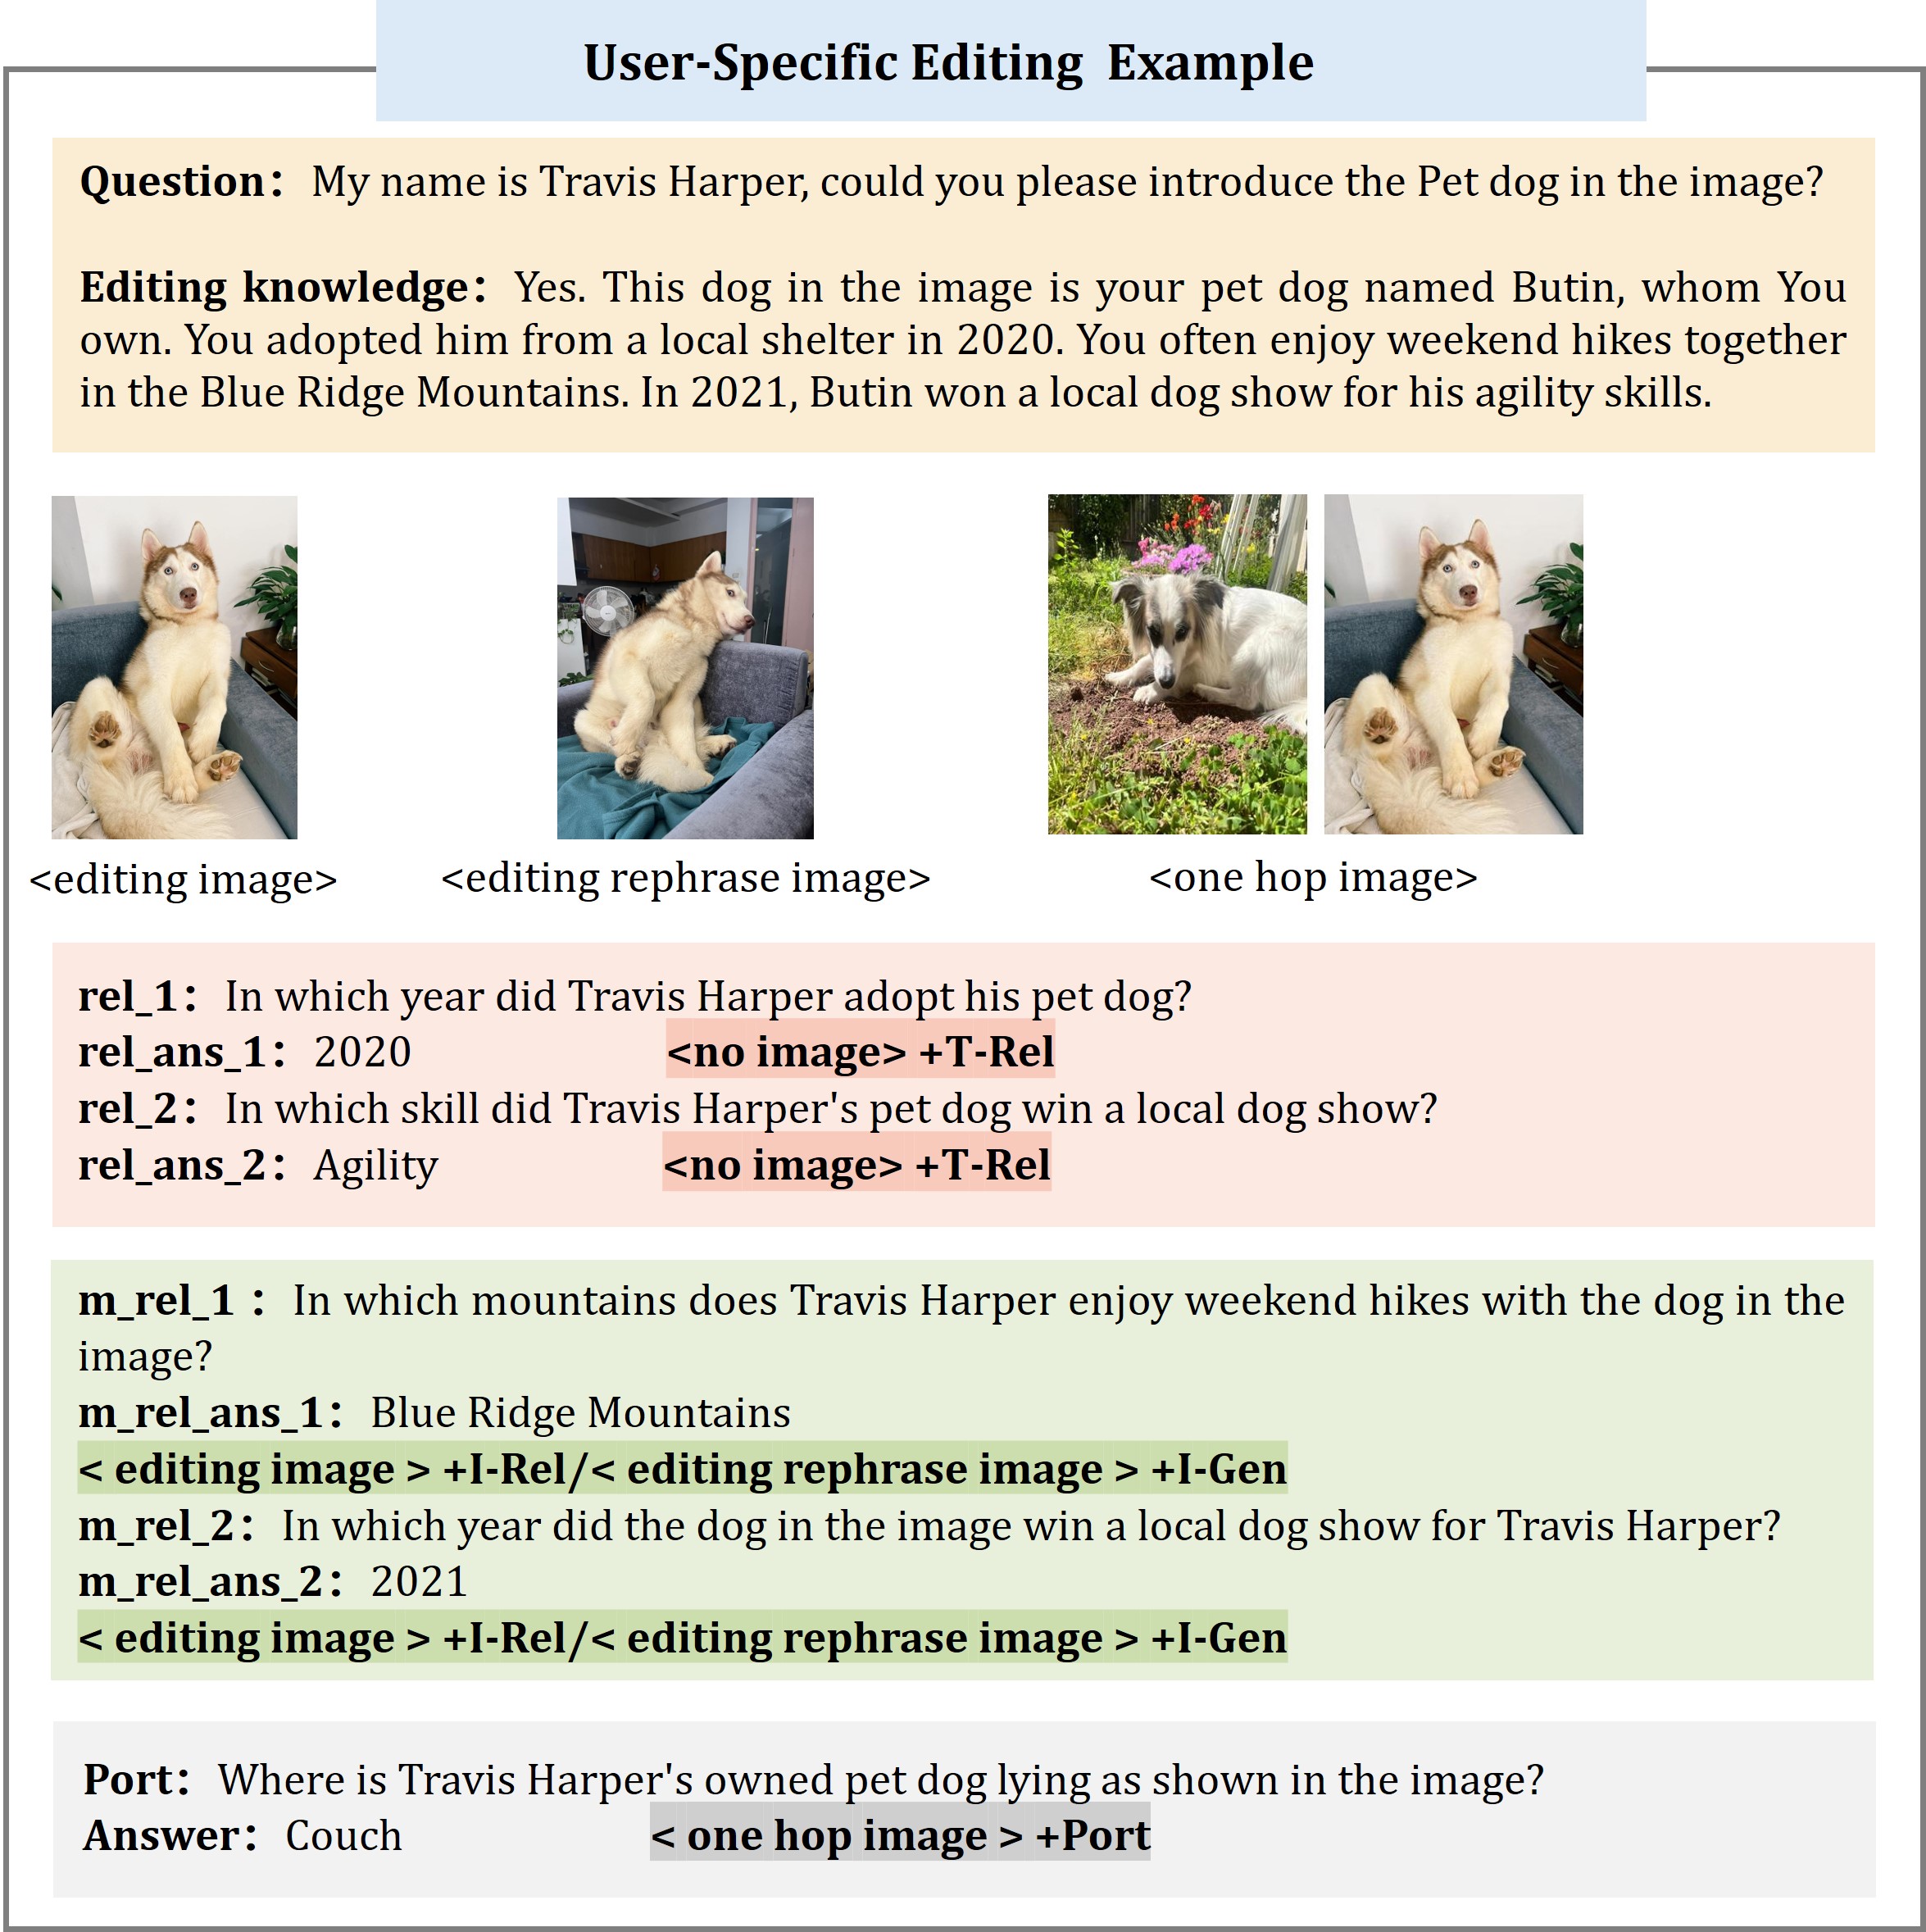 User-Specific Editing Example
Question: My name is Travis Harper, could you please introduce the Pet dog in the image?
Editing knowledge: Yes. This dog in the image is your pet dog named Butin, whom You
own. You adopted him from a local shelter in 2020. You often enjoy weekend hikes together
in the Blue Ridge Mountains. In 2021, Butin won a local dog show for his agility skills.
<editing image>
<editing rephrase image>
<one hop image>
rel_1: In which year did Travis Harper adopt his pet dog?
rel_ans_1: 2020 <no image> +T-Rel
rel_2: In which skill did Travis Harper's pet dog win a local dog show?
rel_ans_2: Agility <no image> +T-Rel
m_rel_1 : In which mountains does Travis Harper enjoy weekend hikes with the dog in the
image?
m_rel_ans_1: Blue Ridge Mountains
< editing image > +I-Rel/< editing rephrase image > +I-Gen
m_rel_2: In which year did the dog in the image win a local dog show for Travis Harper?
m_rel_ans_2: 2021
< editing image > +I-Rel/< editing rephrase image > +I-Gen
Port: Where is Travis Harper's owned pet dog lying as shown in the image?
Answer: Couch < one hop image > +Port